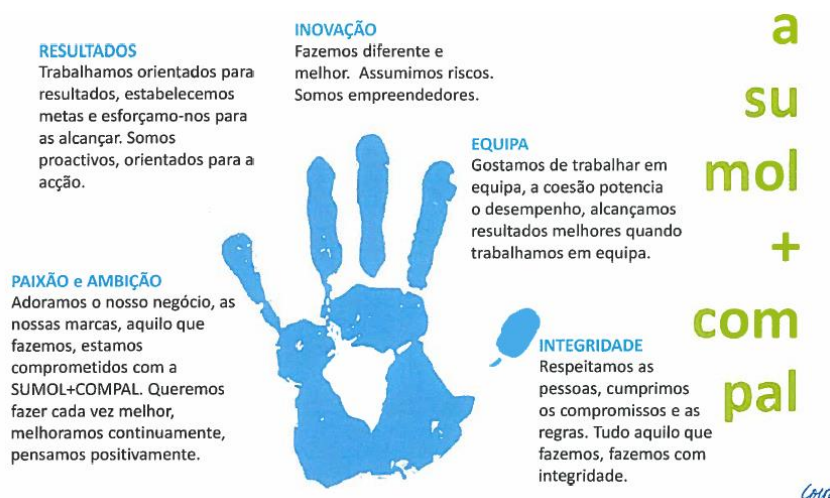 RESULTADOS
Trabalhamos orientados para
resultados, estabelecemos
metas e esforçamo-nos para
as alcançar. Somos
proactivos, orientados para a
acção.
INOVAÇÃO
Fazemos diferente e
melhor. Assumimos riscos.
Somos empreendedores.
EQUIPA
Gostamos de trabalhar em
equipa, a coesão potencia
o desempenho, alcançamos
resultados melhores quando
trabalhamos em equipa.
PAIXÃO e AMBIÇÃO
Adoramos o nosso negócio, as
nossas marcas, aquilo que
fazemos, estamos
comprometidos com a
SUMOL+COMPAL. Queremos
fazer cada vez melhor,
melhoramos continuamente,
pensamos positivamente.
INTEGRIDADE
Respeitamos as
pessoas, cumprimos
os compromissos e as
regras. Tudo aquilo que
fazemos, fazemos com
integridade.
a
su
mol
+
com
pal